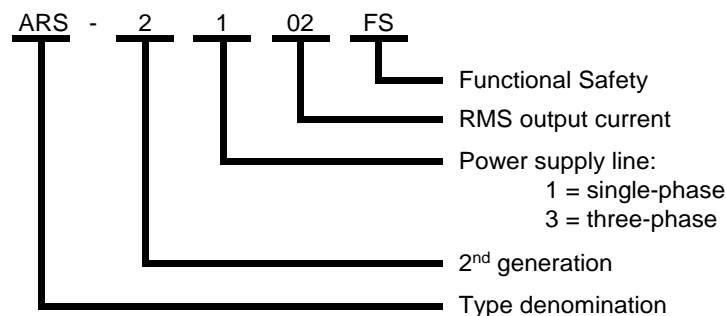 ARS - 2 1 02 FS
Functional Safety
RMS output current
Power supply line:
1 = single-phase
3 = three-phase
2nd generation
Type denomination